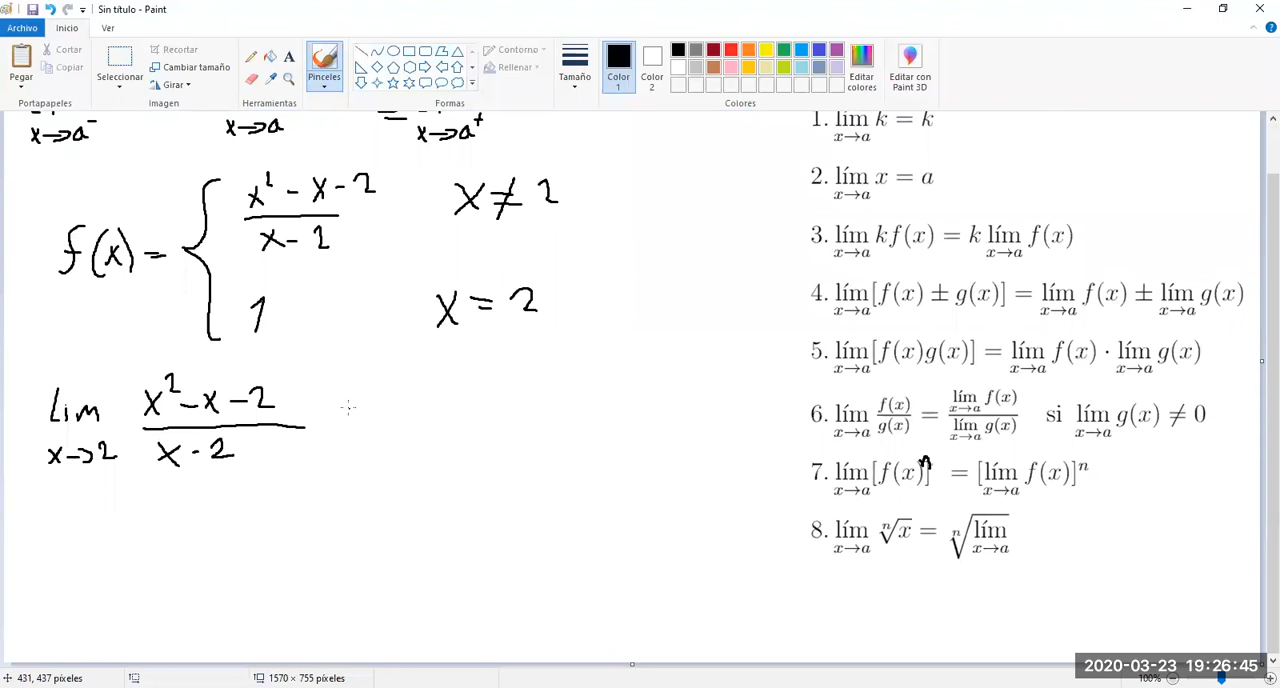 Sin título - Paint
Archivo Inicio Ver
Pegar
Cortar
Copiar
Portapapeles
Seleccionar
Recortar
Cambiar tamaño
Girar
Imagen
Herramientas
Pinceles
Contorno
Rellenar
Formas
Tamaño
Color 1
Color 2
Editar colores
Editar con Paint 3D
Colores
x→a⁻ x→a = x→a⁺
f(x) = { (x² - x - 2)/(x - 2) x ≠ 2
1 x = 2
Lim x→2 (x² - x - 2)/(x - 2)
1. lím x→a k = k
2. lím x→a x = a
3. lím x→a kf(x) = k lím x→a f(x)
4. lím x→a [f(x) ± g(x)] = lím x→a f(x) ± lím x→a g(x)
5. lím x→a [f(x)g(x)] = lím x→a f(x) · lím x→a g(x)
6. lím x→a f(x)/g(x) = lím x→a f(x) / lím x→a g(x) si lím x→a g(x) ≠ 0
7. lím x→a [f(x)]ⁿ = [lím x→a f(x)]ⁿ
8. lím x→a ⁿ√x = ⁿ√lím x→a
431, 437 píxeles
1570 × 755 píxeles
100%
2020-03-23 19:26:45